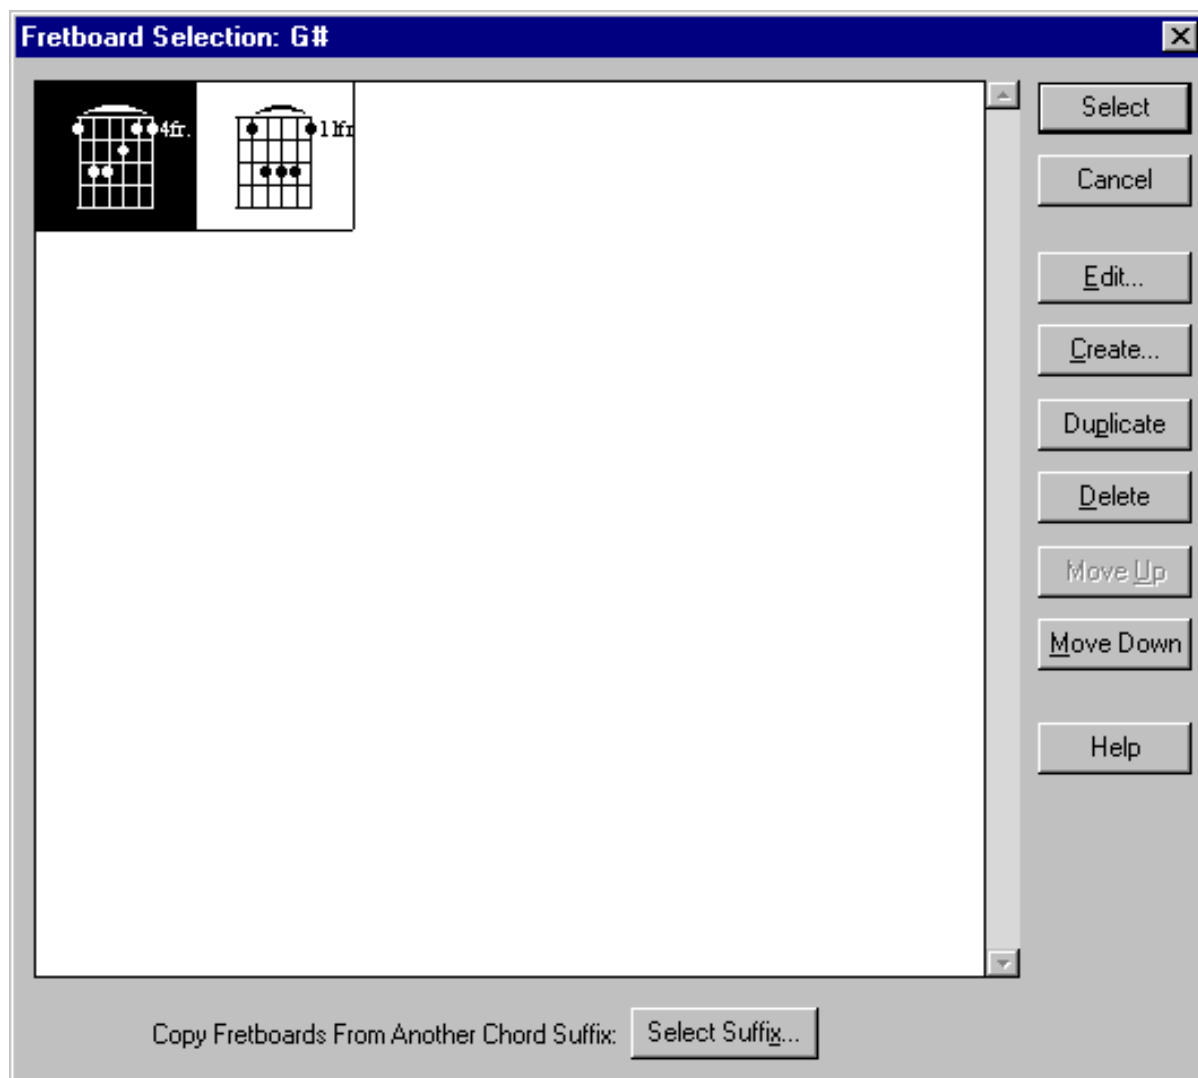 Fretboard Selection: G#
4fr.
11fr
Select
Cancel
Edit...
Create...
Duplicate
Delete
Move Up
Move Down
Help
Copy Fretboards From Another Chord Suffix:
Select Suffix...